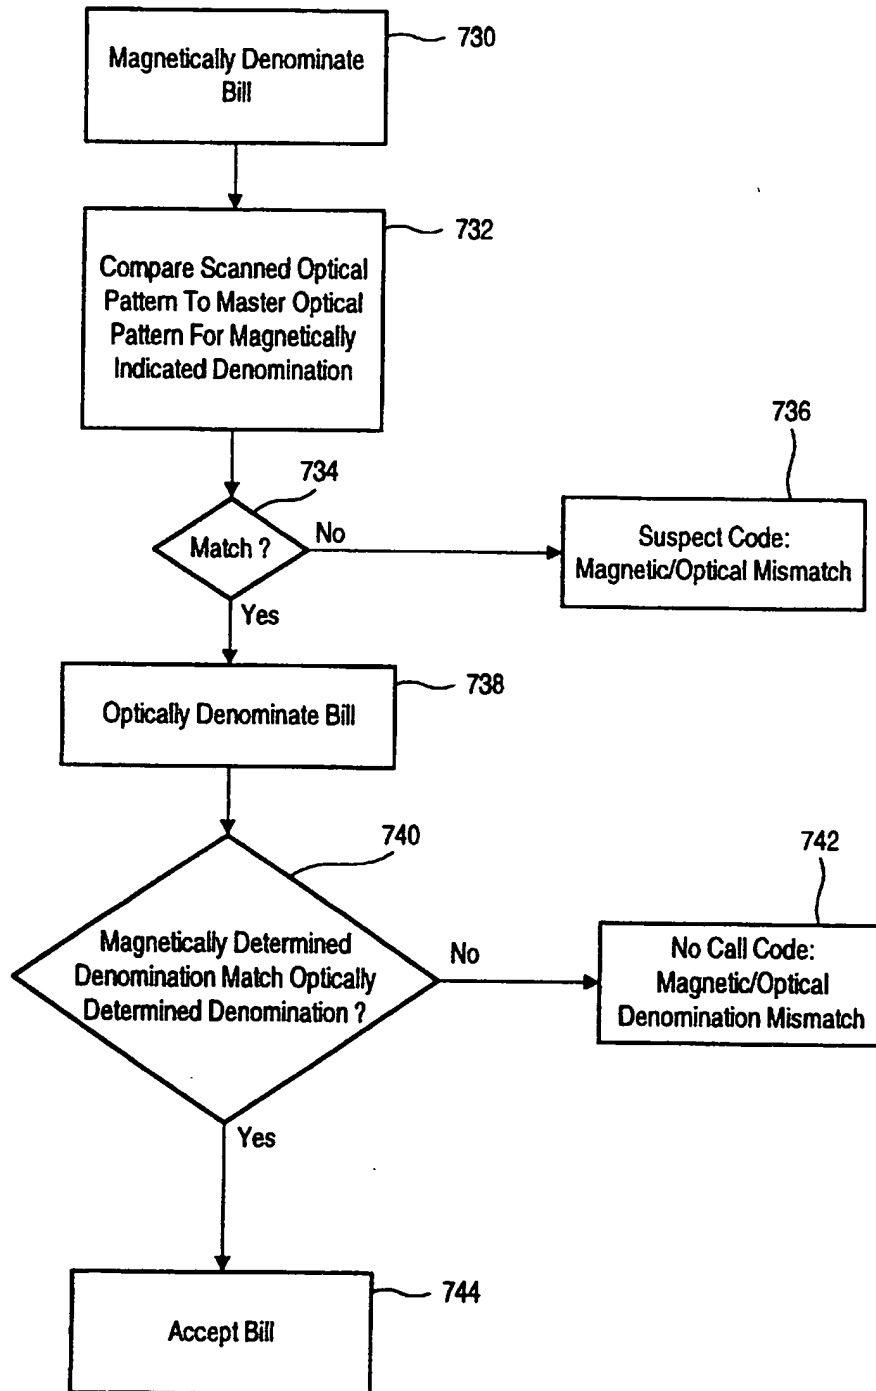 730
Magnetically Denominate
Bill
732
Compare Scanned Optical
Pattern To Master Optical
Pattern For Magnetically
Indicated Denomination
734
Match ?
No
Yes
736
Suspect Code:
Magnetic/Optical Mismatch
738
Optically Denominate Bill
740
Magnetically Determined
Denomination Match Optically
Determined Denomination ?
No
Yes
742
No Call Code:
Magnetic/Optical
Denomination Mismatch
744
Accept Bill